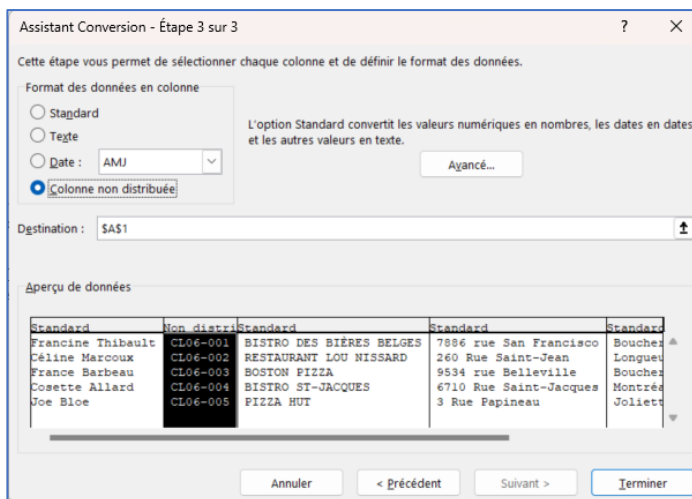 Assistant Conversion - Étape 3 sur 3
Cette étape vous permet de sélectionner chaque colonne et de définir le format des données.
Format des données en colonne
Standard
Texte
Date : AMJ
Colonne non distribuée
L'option Standard convertit les valeurs numériques en nombres, les dates en dates
et les autres valeurs en texte.
Avancé...
Destination : $A$1
Aperçu de données
Standard Non distri Standard Standard Standard
Francine Thibault CL06-001 BISTRO DES BIÈRES BELGES 7886 rue San Francisco Boucher
Céline Marcoux CL06-002 RESTAURANT LOU NISSARD 260 Rue Saint-Jean Longueu
France Barbeau CL06-003 BOSTON PIZZA 9534 rue Belleville Boucher
Cosette Allard CL06-004 BISTRO ST-JACQUES 6710 Rue Saint-Jacques Montréa
Joe Bloe CL06-005 PIZZA HUT 3 Rue Papineau Joliett
Annuler < Précédent Suivant > Terminer